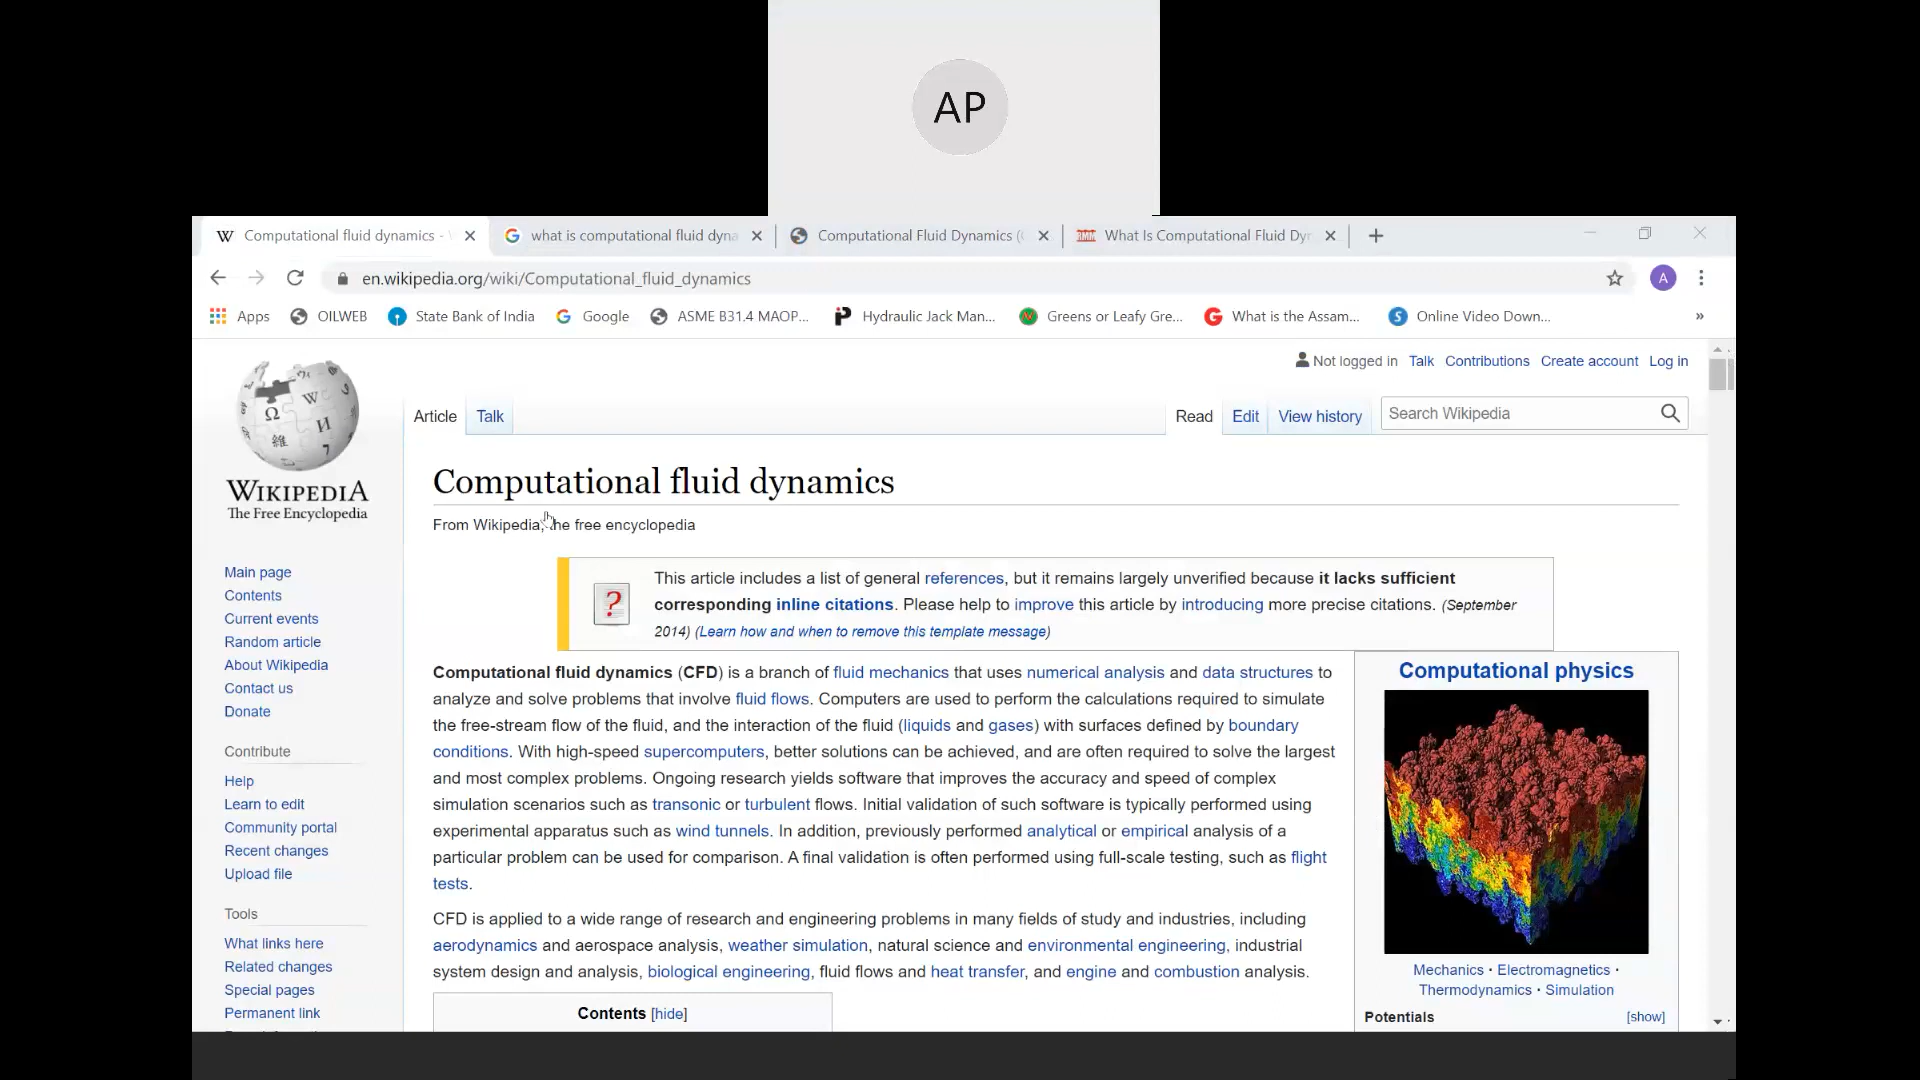 AP
Computational fluid dynamics -
what is computational fluid dyna
Computational Fluid Dynamics (
What Is Computational Fluid Dyn
en.wikipedia.org/wiki/Computational_fluid_dynamics
A
Apps
OILWEB
State Bank of India
Google
ASME B31.4 MAOP...
Hydraulic Jack Man...
Greens or Leafy Gre...
What is the Assam...
Online Video Down...
»
Not logged in Talk Contributions Create account Log in
Article Talk
Read Edit View history
Search Wikipedia
WIKIPEDIA
The Free Encyclopedia
Main page
Contents
Current events
Random article
About Wikipedia
Contact us
Donate
Contribute
Help
Learn to edit
Community portal
Recent changes
Upload file
Tools
What links here
Related changes
Special pages
Permanent link
Computational fluid dynamics
From Wikipedia, the free encyclopedia
This article includes a list of general references, but it remains largely unverified because it lacks sufficient
corresponding inline citations. Please help to improve this article by introducing more precise citations. (September
2014) (Learn how and when to remove this template message)
Computational fluid dynamics (CFD) is a branch of fluid mechanics that uses numerical analysis and data structures to
analyze and solve problems that involve fluid flows. Computers are used to perform the calculations required to simulate
the free-stream flow of the fluid, and the interaction of the fluid (liquids and gases) with surfaces defined by boundary
conditions. With high-speed supercomputers, better solutions can be achieved, and are often required to solve the largest
and most complex problems. Ongoing research yields software that improves the accuracy and speed of complex
simulation scenarios such as transonic or turbulent flows. Initial validation of such software is typically performed using
experimental apparatus such as wind tunnels. In addition, previously performed analytical or empirical analysis of a
particular problem can be used for comparison. A final validation is often performed using full-scale testing, such as flight
tests.
CFD is applied to a wide range of research and engineering problems in many fields of study and industries, including
aerodynamics and aerospace analysis, weather simulation, natural science and environmental engineering, industrial
system design and analysis, biological engineering, fluid flows and heat transfer, and engine and combustion analysis.
Contents [hide]
Computational physics
Mechanics · Electromagnetics ·
Thermodynamics · Simulation
Potentials [show]